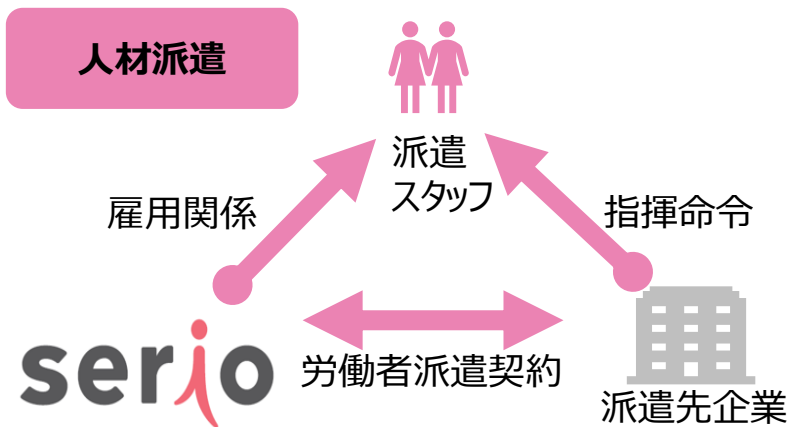 人材派遣
派遣
スタッフ
雇用関係
指揮命令
serio
労働者派遣契約
派遣先企業